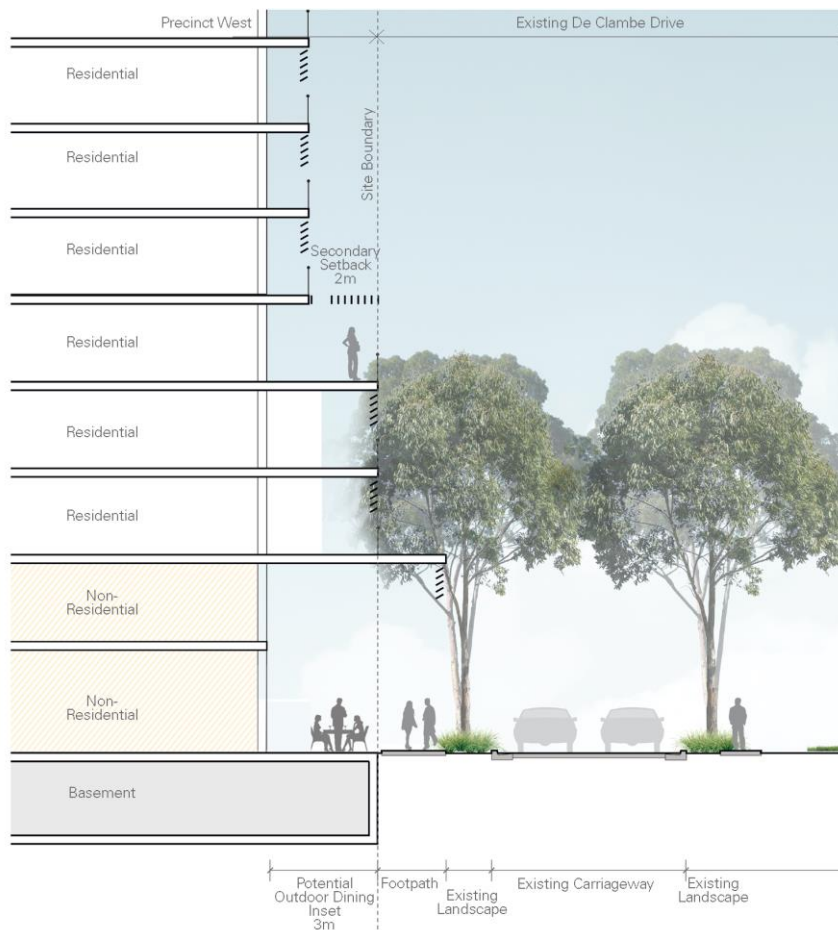 Precinct West
Existing De Clambe Drive
Residential
Residential
Site Boundary
Residential
Secondary
Setback
2m
Residential
Residential
Residential
Non-
Residential
Non-
Residential
Basement
Potential
Outdoor Dining
Inset
3m
Footpath
Existing
Landscape
Existing Carriageway
Existing
Landscape